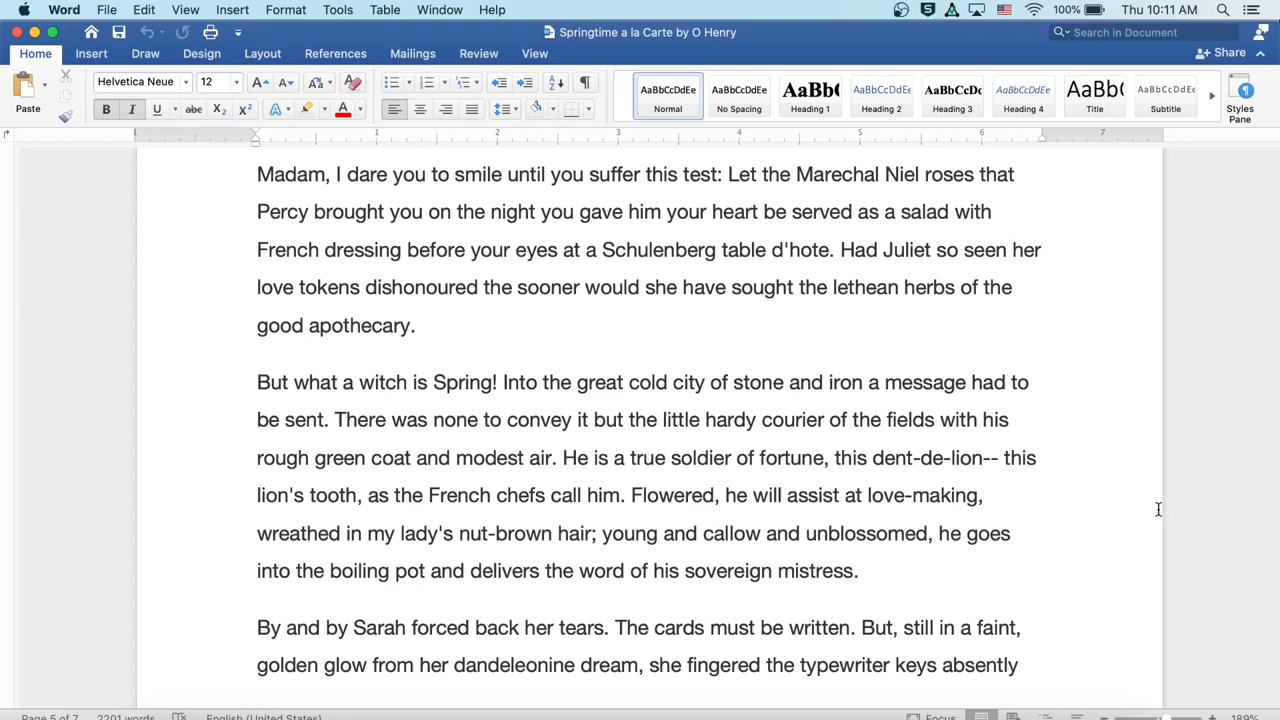 Word File Edit View Insert Format Tools Table Window Help 100% Thu 10:11 AM
Springtime a la Carte by O Henry Search in Document
Home Insert Draw Design Layout References Mailings Review View Share
Paste Helvetica Neue 12 AaBbCcDdEe Normal AaBbCcDdEe No Spacing AaBb( Heading 1 AaBbCcDdE Heading 2 AaBbCcDc Heading 3 AaBbCcDdEe Heading 4 AaBb( Title AaBbCcDdEe Subtitle Styles Pane
1 1 2 3 4 5 6 7
Madam, I dare you to smile until you suffer this test: Let the Marechal Niel roses that
Percy brought you on the night you gave him your heart be served as a salad with
French dressing before your eyes at a Schulenberg table d'hote. Had Juliet so seen her
love tokens dishonoured the sooner would she have sought the lethean herbs of the
good apothecary.
But what a witch is Spring! Into the great cold city of stone and iron a message had to
be sent. There was none to convey it but the little hardy courier of the fields with his
rough green coat and modest air. He is a true soldier of fortune, this dent-de-lion-- this
lion's tooth, as the French chefs call him. Flowered, he will assist at love-making,
wreathed in my lady's nut-brown hair; young and callow and unblossomed, he goes
into the boiling pot and delivers the word of his sovereign mistress.
By and by Sarah forced back her tears. The cards must be written. But, still in a faint,
golden glow from her dandeleonine dream, she fingered the typewriter keys absently
Page 5 of 7 2201 words English (United States) Focus 189%